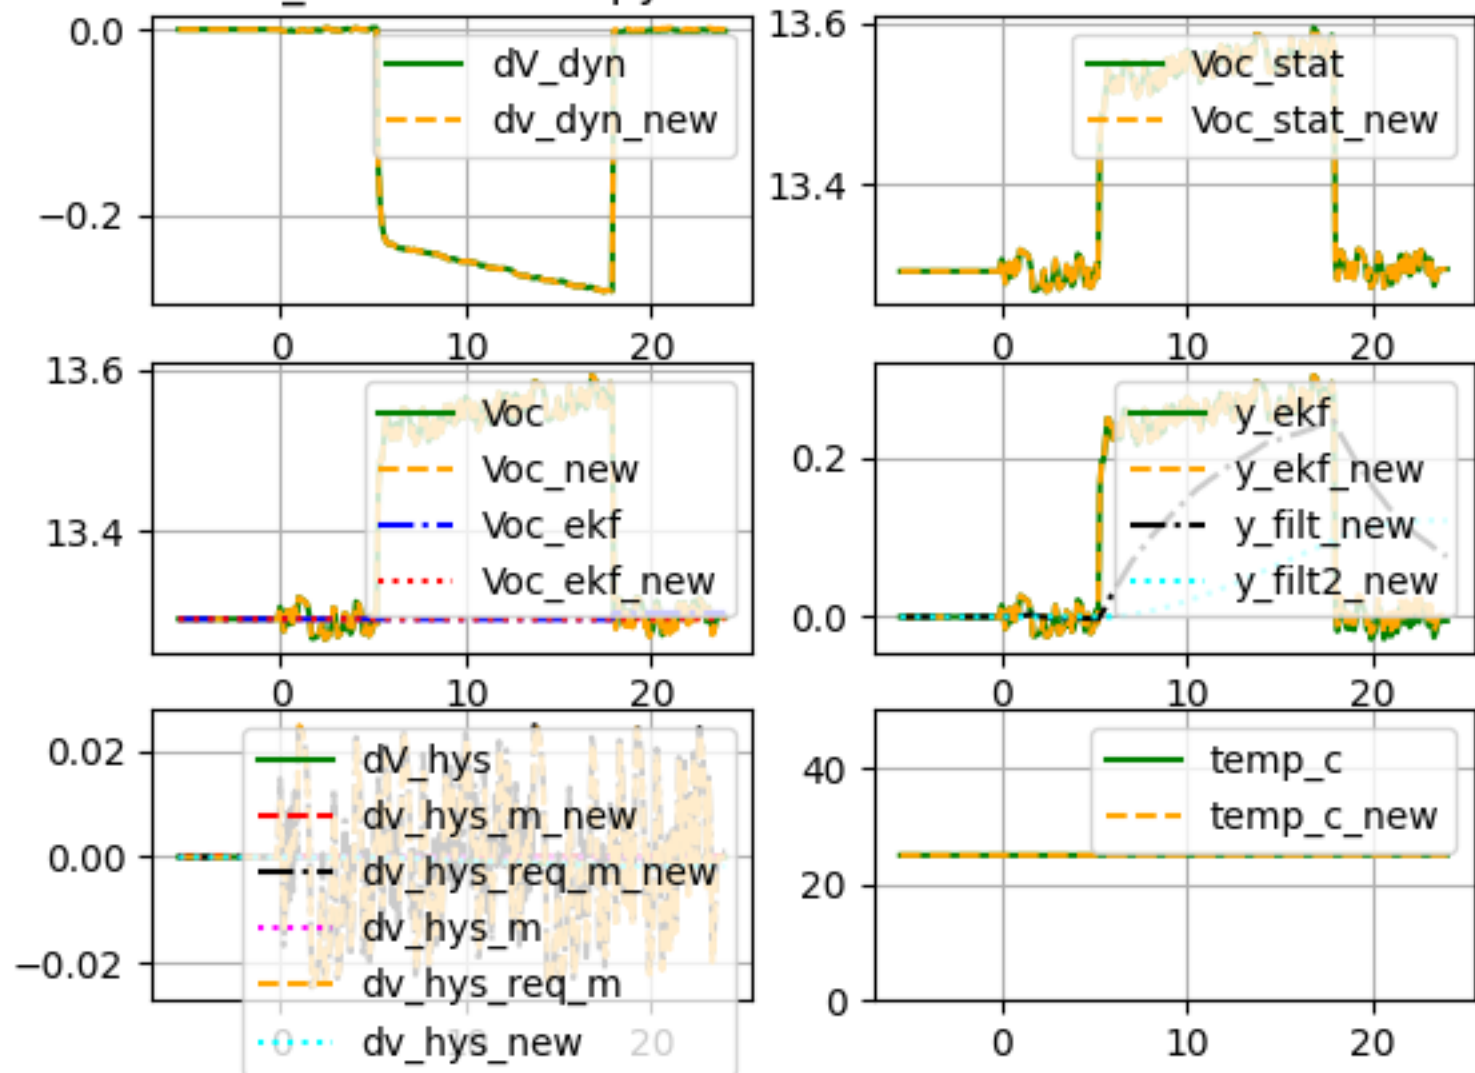 0.0
−0.2
0
10
20
dV_dyn
dv_dyn_new
13.6
13.4
0
10
20
Voc_stat
Voc_stat_new
13.6
13.4
0
10
20
Voc
Voc_new
Voc_ekf
Voc_ekf_new
0.2
0.0
0
10
20
y_ekf
y_ekf_new
y_filt_new
y_filt2_new
0.02
0.00
−0.02
0
10
20
dV_hys
dv_hys_m_new
dv_hys_req_m_new
dv_hys_m
dv_hys_req_m
dv_hys_new
40
20
0
0
10
20
temp_c
temp_c_new